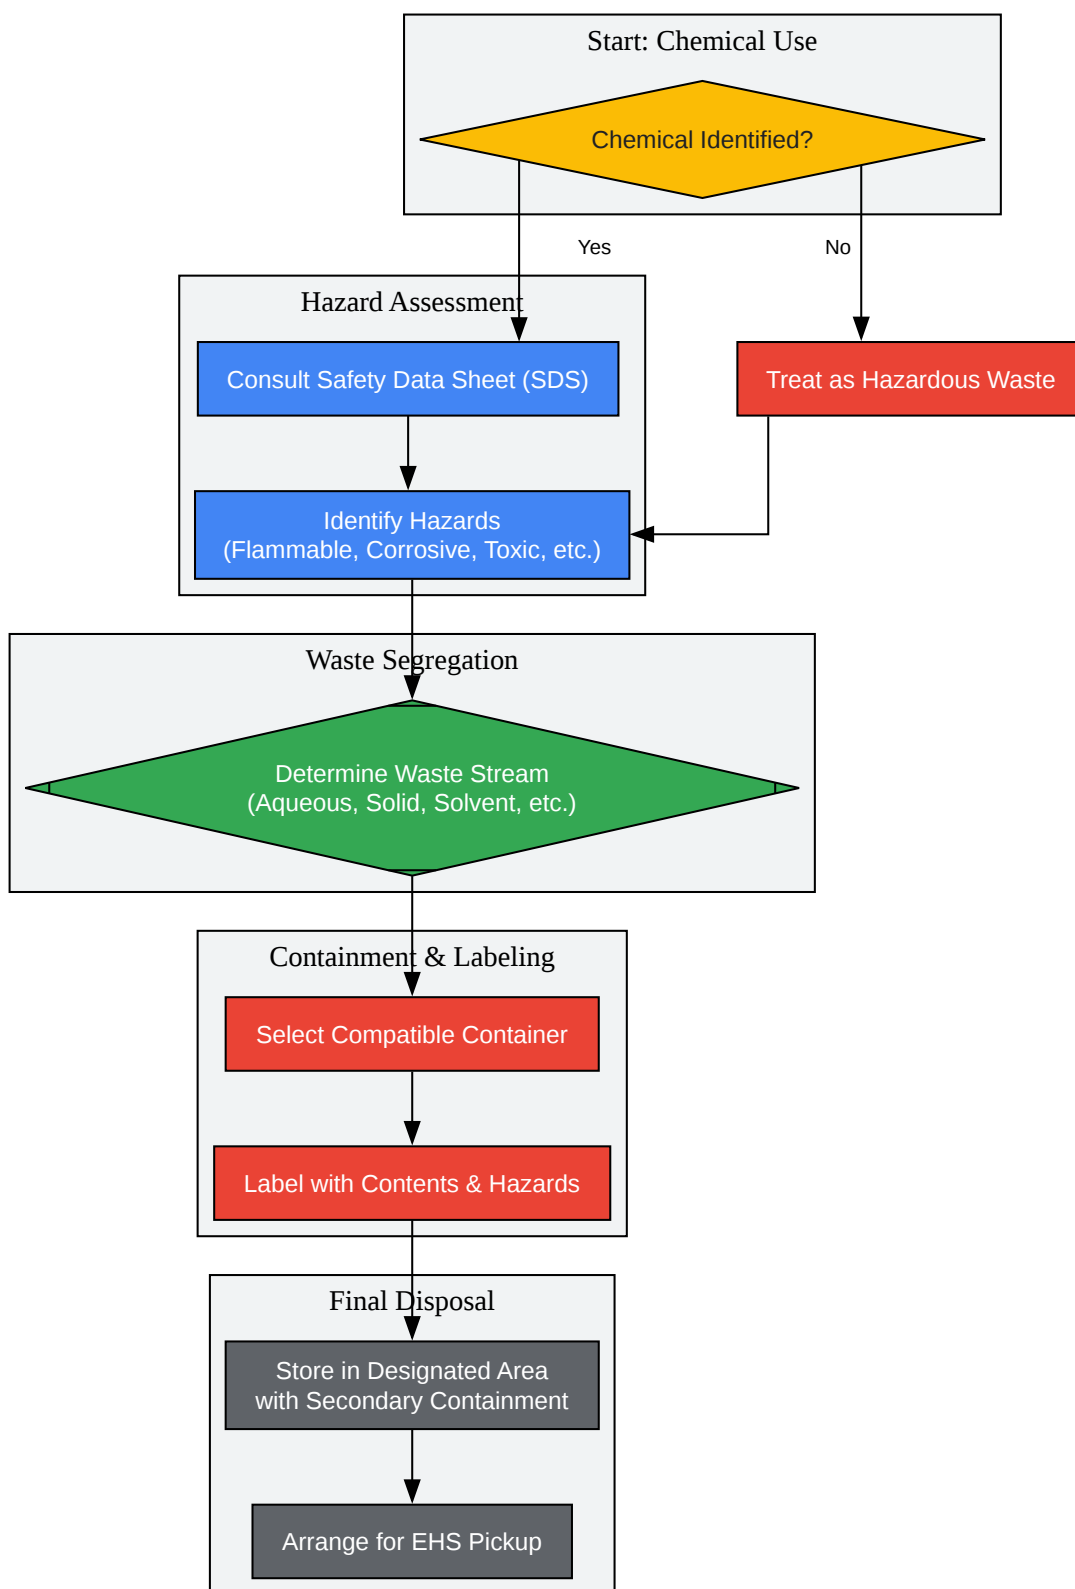 Start: Chemical Use
Chemical Identified?
Yes
No
Hazard Assessment
Consult Safety Data Sheet (SDS)
Treat as Hazardous Waste
Identify Hazards
(Flammable, Corrosive, Toxic, etc.)
Waste Segregation
Determine Waste Stream
(Aqueous, Solid, Solvent, etc.)
Containment & Labeling
Select Compatible Container
Label with Contents & Hazards
Final Disposal
Store in Designated Area
with Secondary Containment
Arrange for EHS Pickup